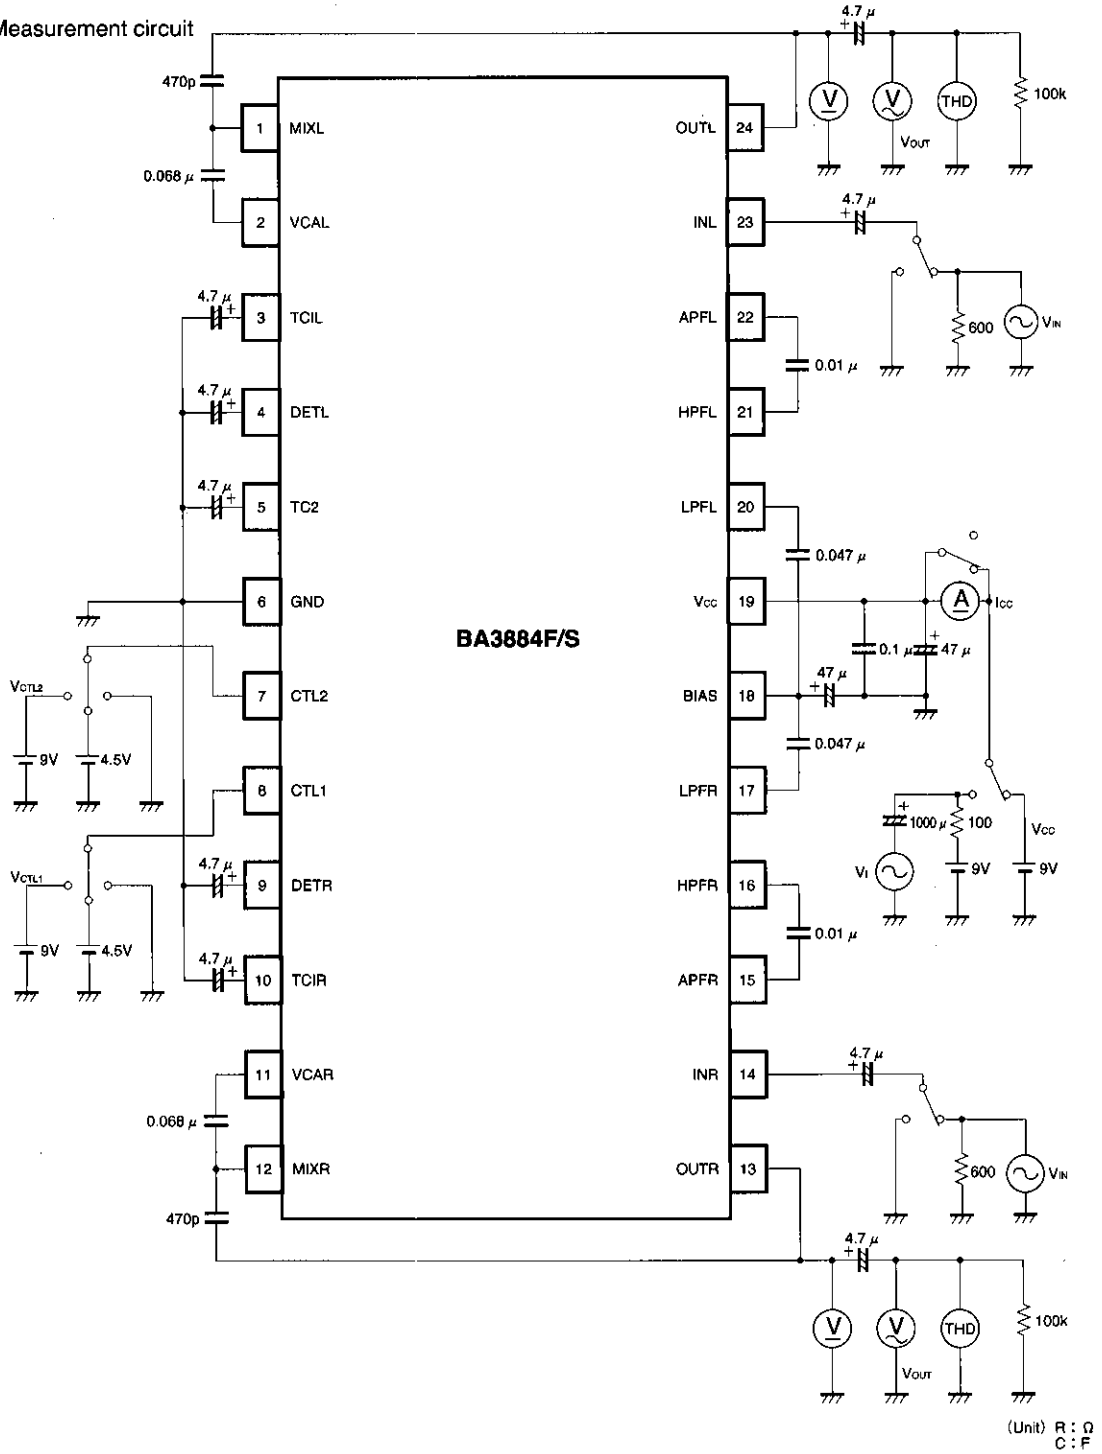 Measurement circuit
4.7 μ
+
470p
V
V
THD
100k
1
MIXL
OUTL
24
VOUT
0.068 μ
4.7 μ
+
2
VCAL
INL
23
4.7 μ
+
3
TCIL
APFL
22
600
VIN
0.01 μ
4.7 μ
+
4
DETL
HPFL
21
4.7 μ
+
5
TC2
LPFL
20
0.047 μ
6
GND
VCC
19
A
ICC
BA3884F/S
+
0.1 μ
47 μ
47 μ
+
VCTL2
7
CTL2
BIAS
18
0.047 μ
9V
4.5V
8
CTL1
LPFR
17
+
1000 μ
100
VCC
VCTL1
4.7 μ
+
9
DETR
HPFR
16
VI
9V
9V
0.01 μ
9V
4.5V
4.7 μ
+
10
TCIR
APFR
15
4.7 μ
+
11
VCAR
INR
14
0.068 μ
12
MIXR
OUTR
13
600
VIN
470p
4.7 μ
+
V
V
THD
100k
VOUT
(Unit) R : Ω
C : F